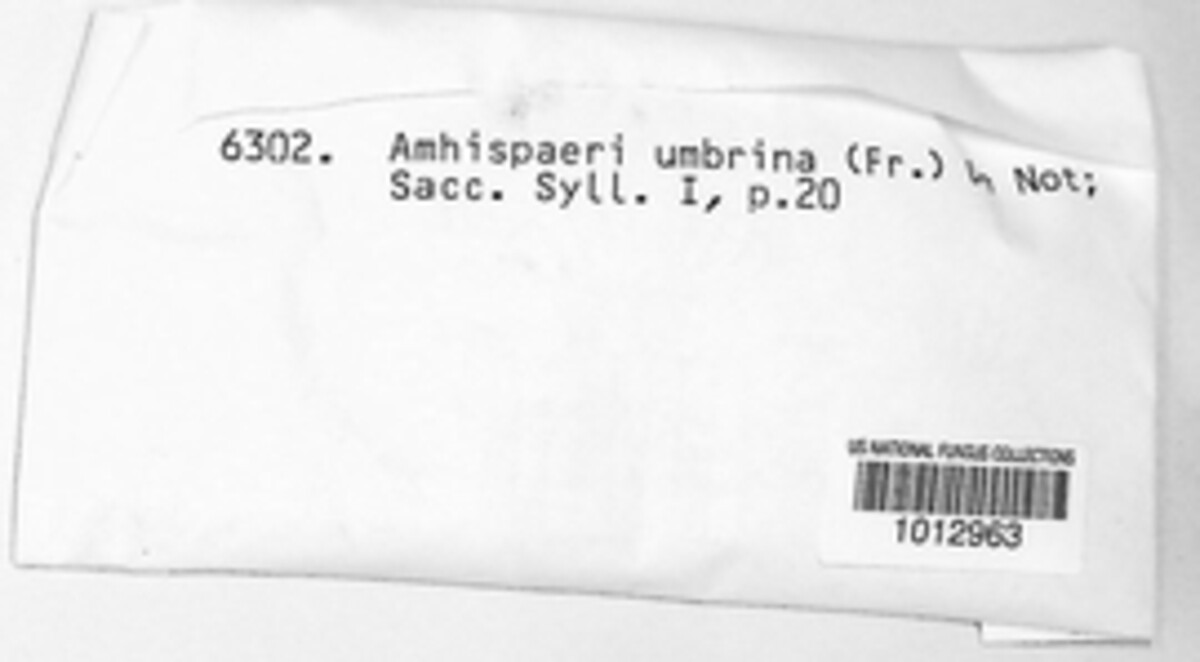 6302. Amhispaeri umbrina (Fr.) Not;
Sacc. Syll. I, p.20
US NATIONAL FUNGUS COLLECTIONS
1012963